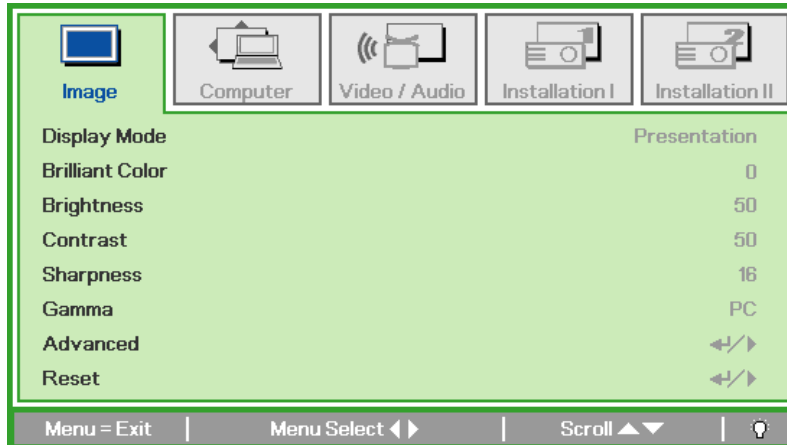 Image Computer Video / Audio Installation I Installation II
Display Mode Presentation
Brilliant Color 0
Brightness 50
Contrast 50
Sharpness 16
Gamma PC
Advanced ↵/▶
Reset ↵/▶
Menu = Exit | Menu Select ◀▶ | Scroll ▲▼ |